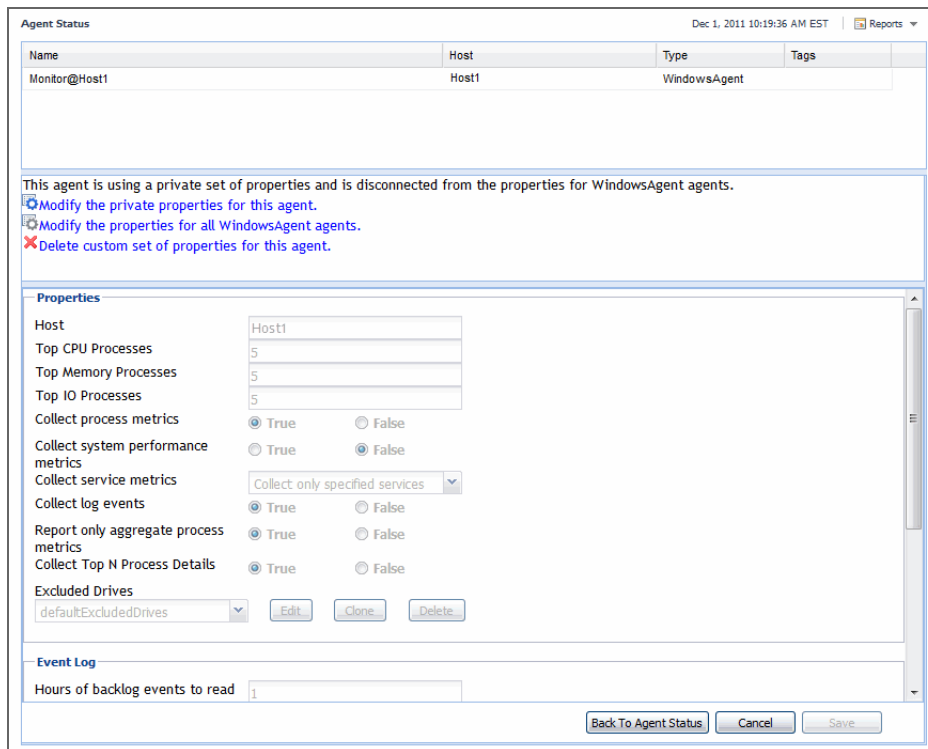 Agent Status
Dec 1, 2011 10:19:36 AM EST
Reports
Name Host Type Tags
Monitor@Host1 Host1 WindowsAgent
This agent is using a private set of properties and is disconnected from the properties for WindowsAgent agents.
Modify the private properties for this agent.
Modify the properties for all WindowsAgent agents.
Delete custom set of properties for this agent.
Properties
Host Host1
Top CPU Processes 5
Top Memory Processes 5
Top IO Processes 5
Collect process metrics True False
Collect system performance
metrics True False
Collect service metrics Collect only specified services
Collect log events True False
Report only aggregate process
metrics True False
Collect Top N Process Details True False
Excluded Drives
defaultExcludedDrives Edit Clone Delete
Event Log
Hours of backlog events to read 1
Back To Agent Status Cancel Save